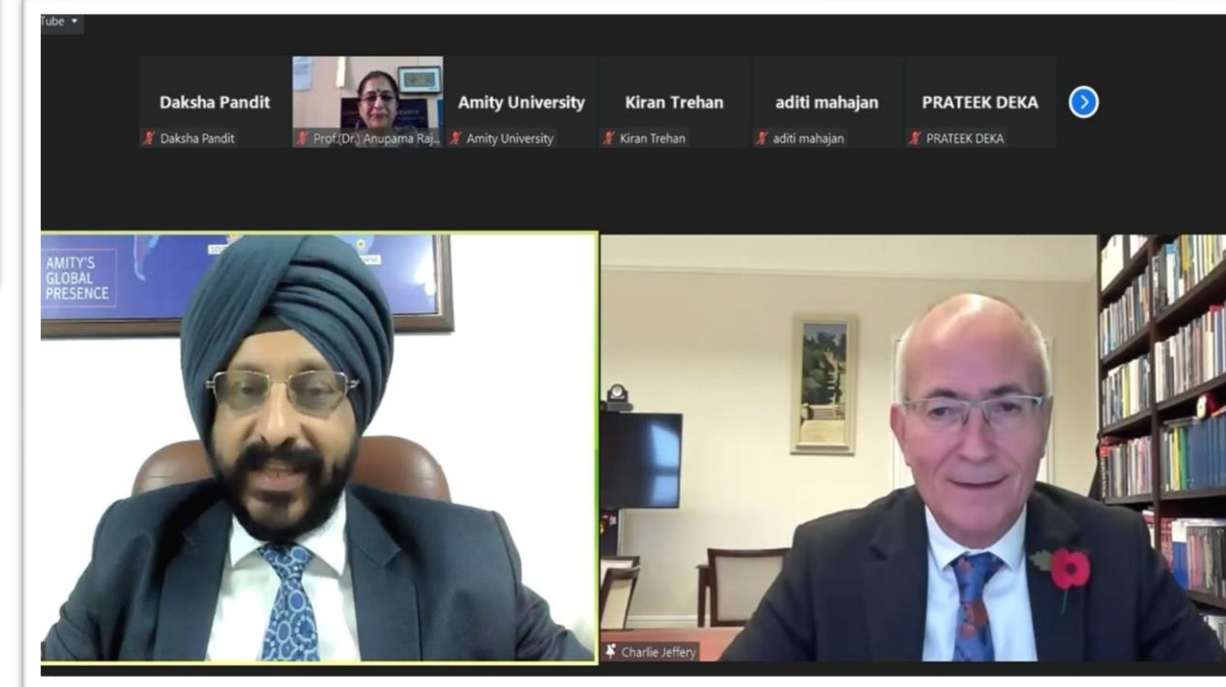 Tube
Daksha Pandit
Amity University
Kiran Trehan
aditi mahajan
PRATEEK DEKA
Daksha Pandit
Prof.(Dr.) Anupama Raj...
Amity University
Kiran Trehan
aditi mahajan
PRATEEK DEKA
AMITY'S
GLOBAL
PRESENCE
Charlie Jeffery